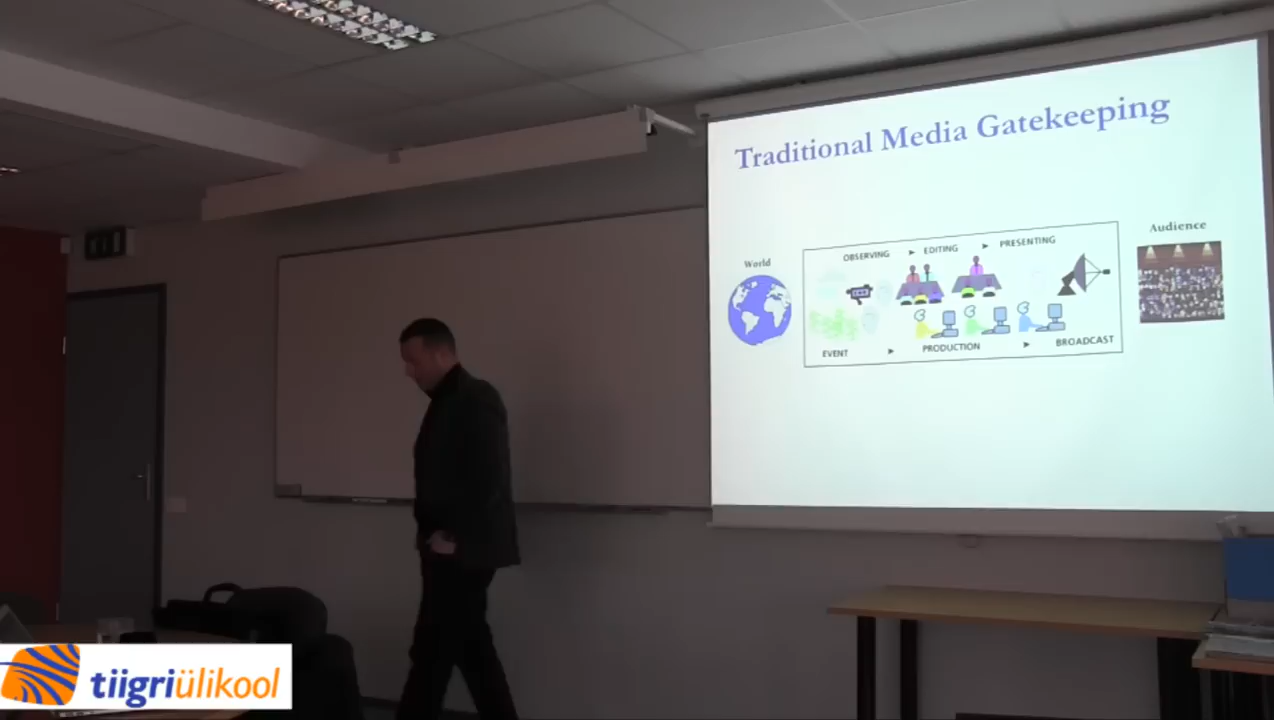 Traditional Media Gatekeeping
World
OBSERVING EDITING PRESENTING
Audience
EVENT PRODUCTION BROADCAST
tiigriülikool